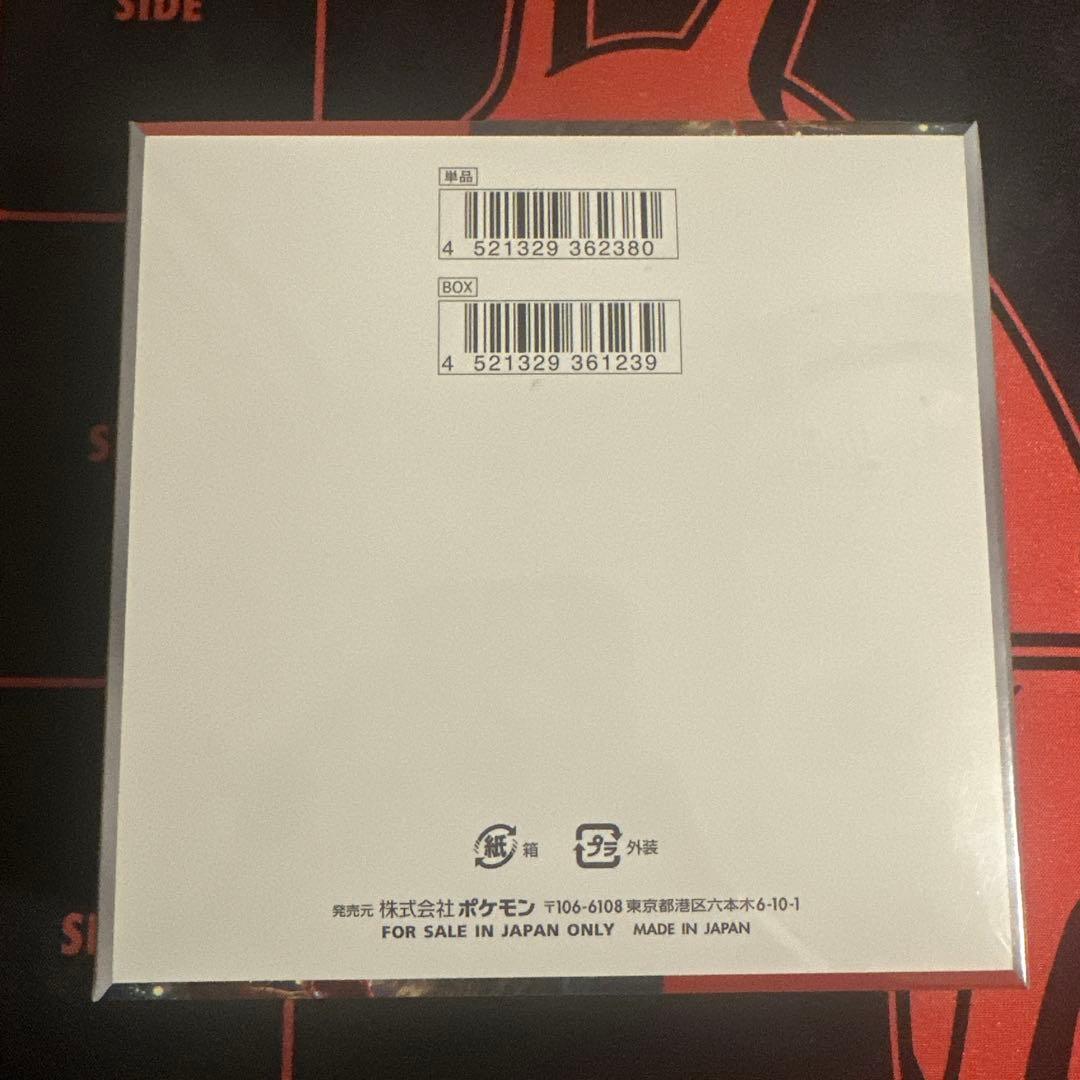 SIDE
単品
4 521329 362380
BOX
4 521329 361239
S
SI
紙 箱 プラ 外装
発売元 株式会社ポケモン 〒106-6108 東京都港区六本木6-10-1
FOR SALE IN JAPAN ONLY MADE IN JAPAN